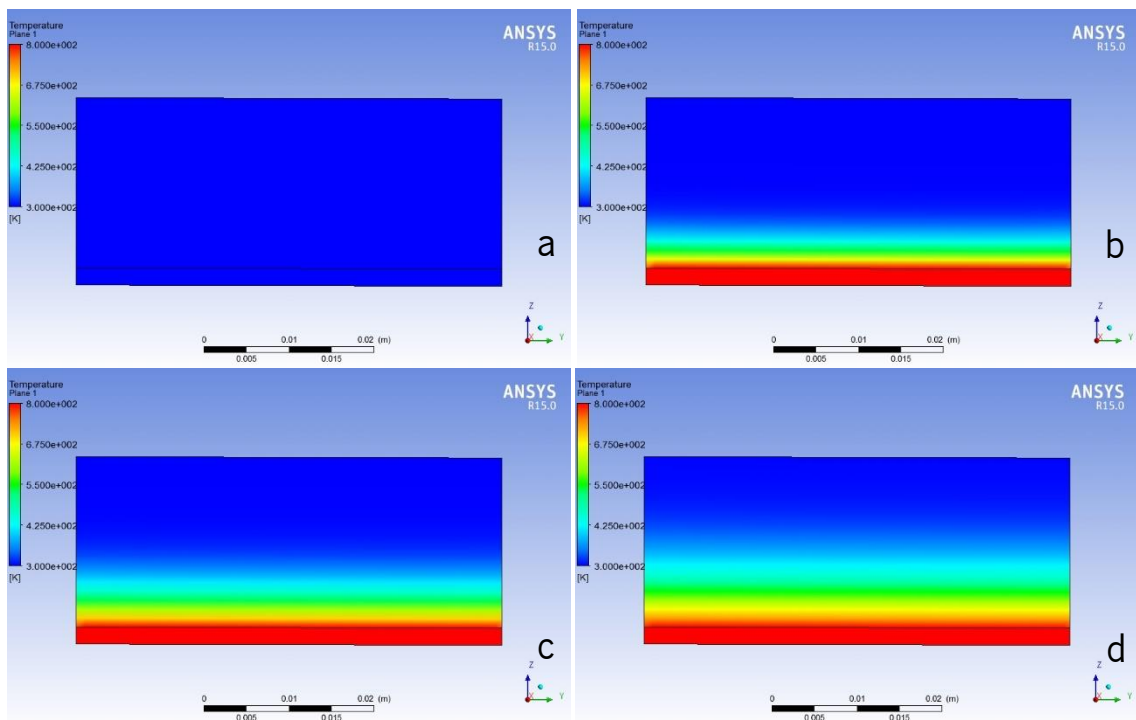 Temperature
Plane 1
8.000e+002
6.750e+002
5.500e+002
4.250e+002
3.000e+002
[K]
ANSYS
R15.0
a
0 0.01 0.02 (m)
0.005 0.015
Z
X
Y
Temperature
Plane 1
8.000e+002
6.750e+002
5.500e+002
4.250e+002
3.000e+002
[K]
ANSYS
R15.0
b
0 0.01 0.02 (m)
0.005 0.015
Z
X
Y
Temperature
Plane 1
8.000e+002
6.750e+002
5.500e+002
4.250e+002
3.000e+002
[K]
ANSYS
R15.0
c
0 0.01 0.02 (m)
0.005 0.015
Z
X
Y
Temperature
Plane 1
8.000e+002
6.750e+002
5.500e+002
4.250e+002
3.000e+002
[K]
ANSYS
R15.0
d
0 0.01 0.02 (m)
0.005 0.015
Z
X
Y